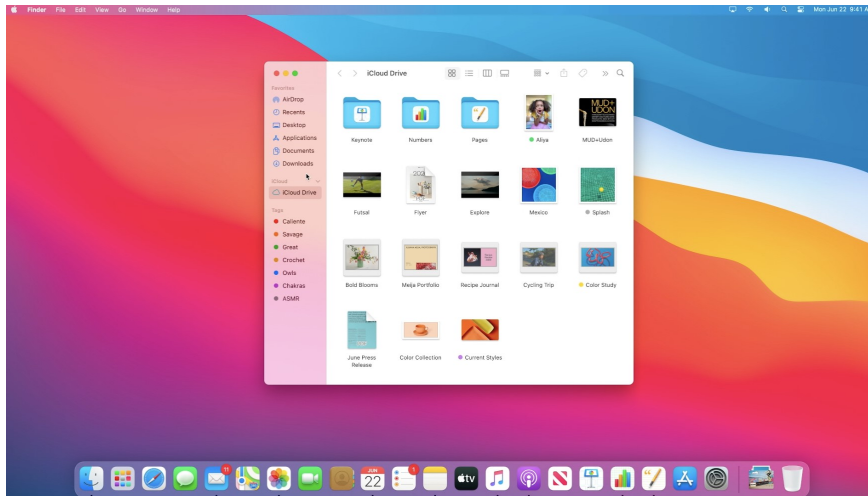 Finder File Edit View Go Window Help
Mon Jun 22 9:41 A
iCloud Drive
Favorites
AirDrop
Recents
Desktop
Applications
Documents
Downloads
iCloud
iCloud Drive
Tags
Caliente
Savage
Great
Crochet
Owls
Chakras
ASMR
MUD+
UDON
Keynote Numbers Pages Aliya MUD+Udon
Futsal Flyer Explore Mexico Splash
Bold Blooms Meija Portfolio Recipe Journal Cycling Trip Color Study
June Press
Release
Color Collection Current Styles
11
JUN
22
1
tv